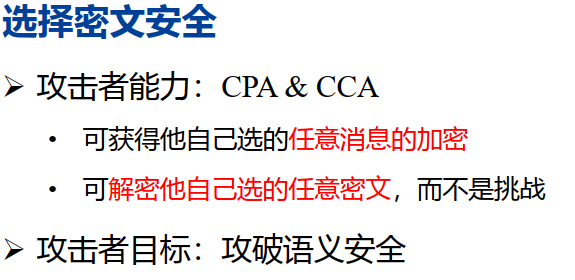 选择密文安全
➢ 攻击者能力：CPA & CCA
• 可获得他自己选的任意消息的加密
• 可解密他自己选的任意密文，而不是挑战
➢ 攻击者目标：攻破语义安全